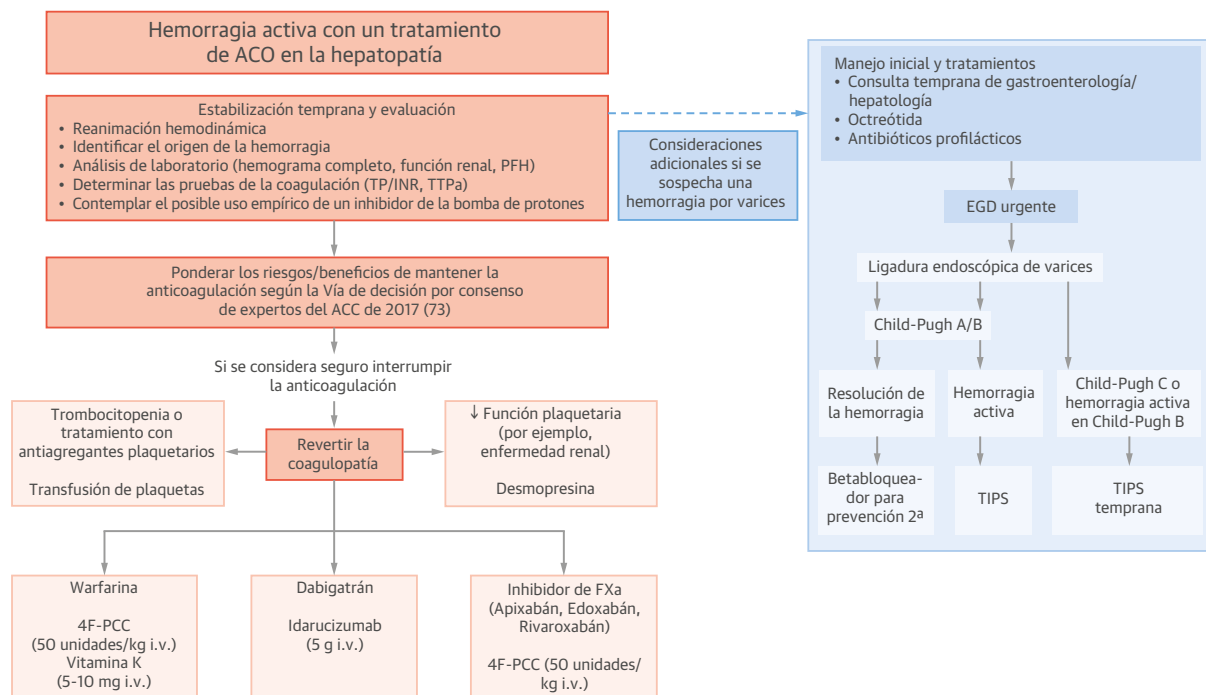 Hemorragia activa con un tratamiento
de ACO en la hepatopatía
Estabilización temprana y evaluación
• Reanimación hemodinámica
• Identificar el origen de la hemorragia
• Análisis de laboratorio (hemograma completo, función renal, PFH)
• Determinar las pruebas de la coagulación (TP/INR, TTPa)
• Contemplar el posible uso empírico de un inhibidor de la bomba de protones
Ponderar los riesgos/beneficios de mantener la
anticoagulación según la Vía de decisión por consenso
de expertos del ACC de 2017 (73)
Si se considera seguro interrumpir
la anticoagulación
Trombocitopenia o
tratamiento con
antiagregantes plaquetarios
Transfusión de plaquetas
Revertir la
coagulopatía
↓ Función plaquetaria
(por ejemplo,
enfermedad renal)
Desmopresina
Warfarina
4F-PCC
(50 unidades/kg i.v.)
Vitamina K
(5-10 mg i.v.)
Dabigatrán
Idarucizumab
(5 g i.v.)
Inhibidor de FXa
(Apixabán, Edoxabán,
Rivaroxabán)
4F-PCC (50 unidades/
kg i.v.)
Consideraciones
adicionales si se
sospecha una
hemorragia por varices
Manejo inicial y tratamientos
• Consulta temprana de gastroenterología/
hepatología
• Octreótida
• Antibióticos profilácticos
EGD urgente
Ligadura endoscópica de varices
Child-Pugh A/B
Resolución de
la hemorragia
Hemorragia
activa
Child-Pugh C o
hemorragia activa
en Child-Pugh B
Betabloquea-
dor para
prevención 2ª
TIPS
TIPS
temprana